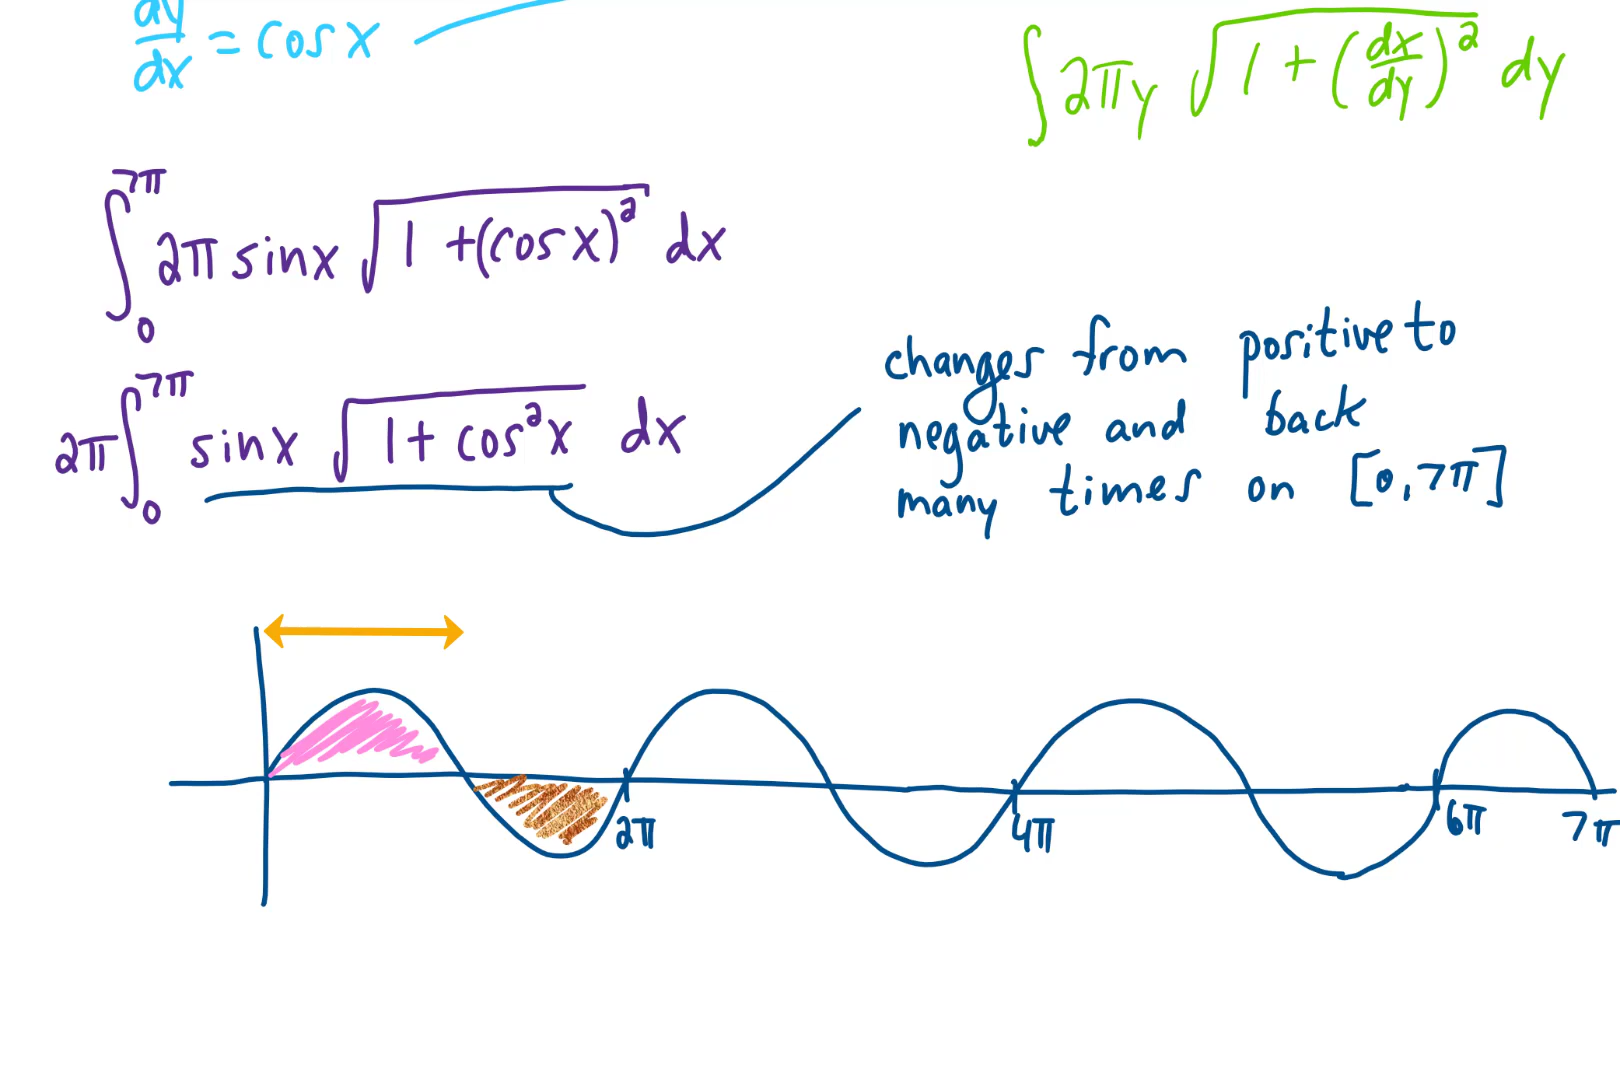 dy/dx = cos x
∫ 2πy √(1 + (dx/dy)²) dy
∫₀^7π 2π sinx √(1 + (cos x)²) dx
2π ∫₀^7π sinx √(1 + cos²x) dx
changes from positive to
negative and back
many times on [0, 7π]
2π 4π 6π 7π